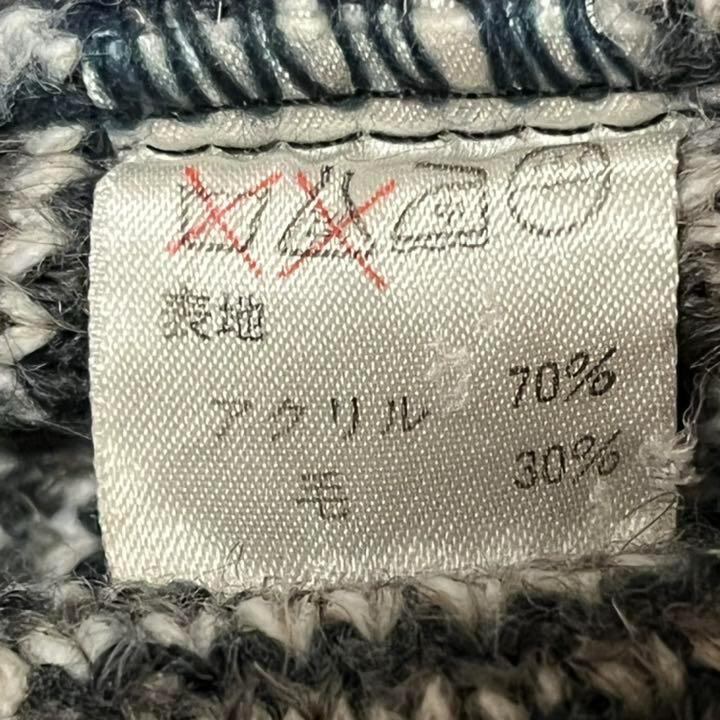 表地
アクリル 70%
毛 30%